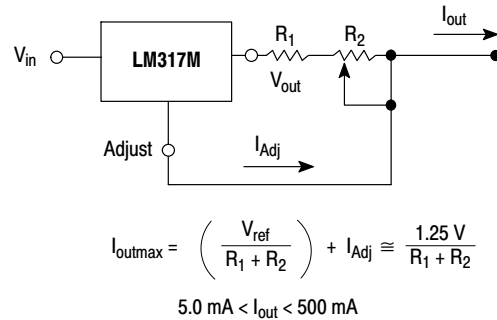 I_out
R_1
R_2
V_in
LM317M
V_out
Adjust
I_Adj
I_outmax = ( V_ref / R_1 + R_2 ) + I_Adj ≅ 1.25 V / R_1 + R_2
5.0 mA < I_out < 500 mA